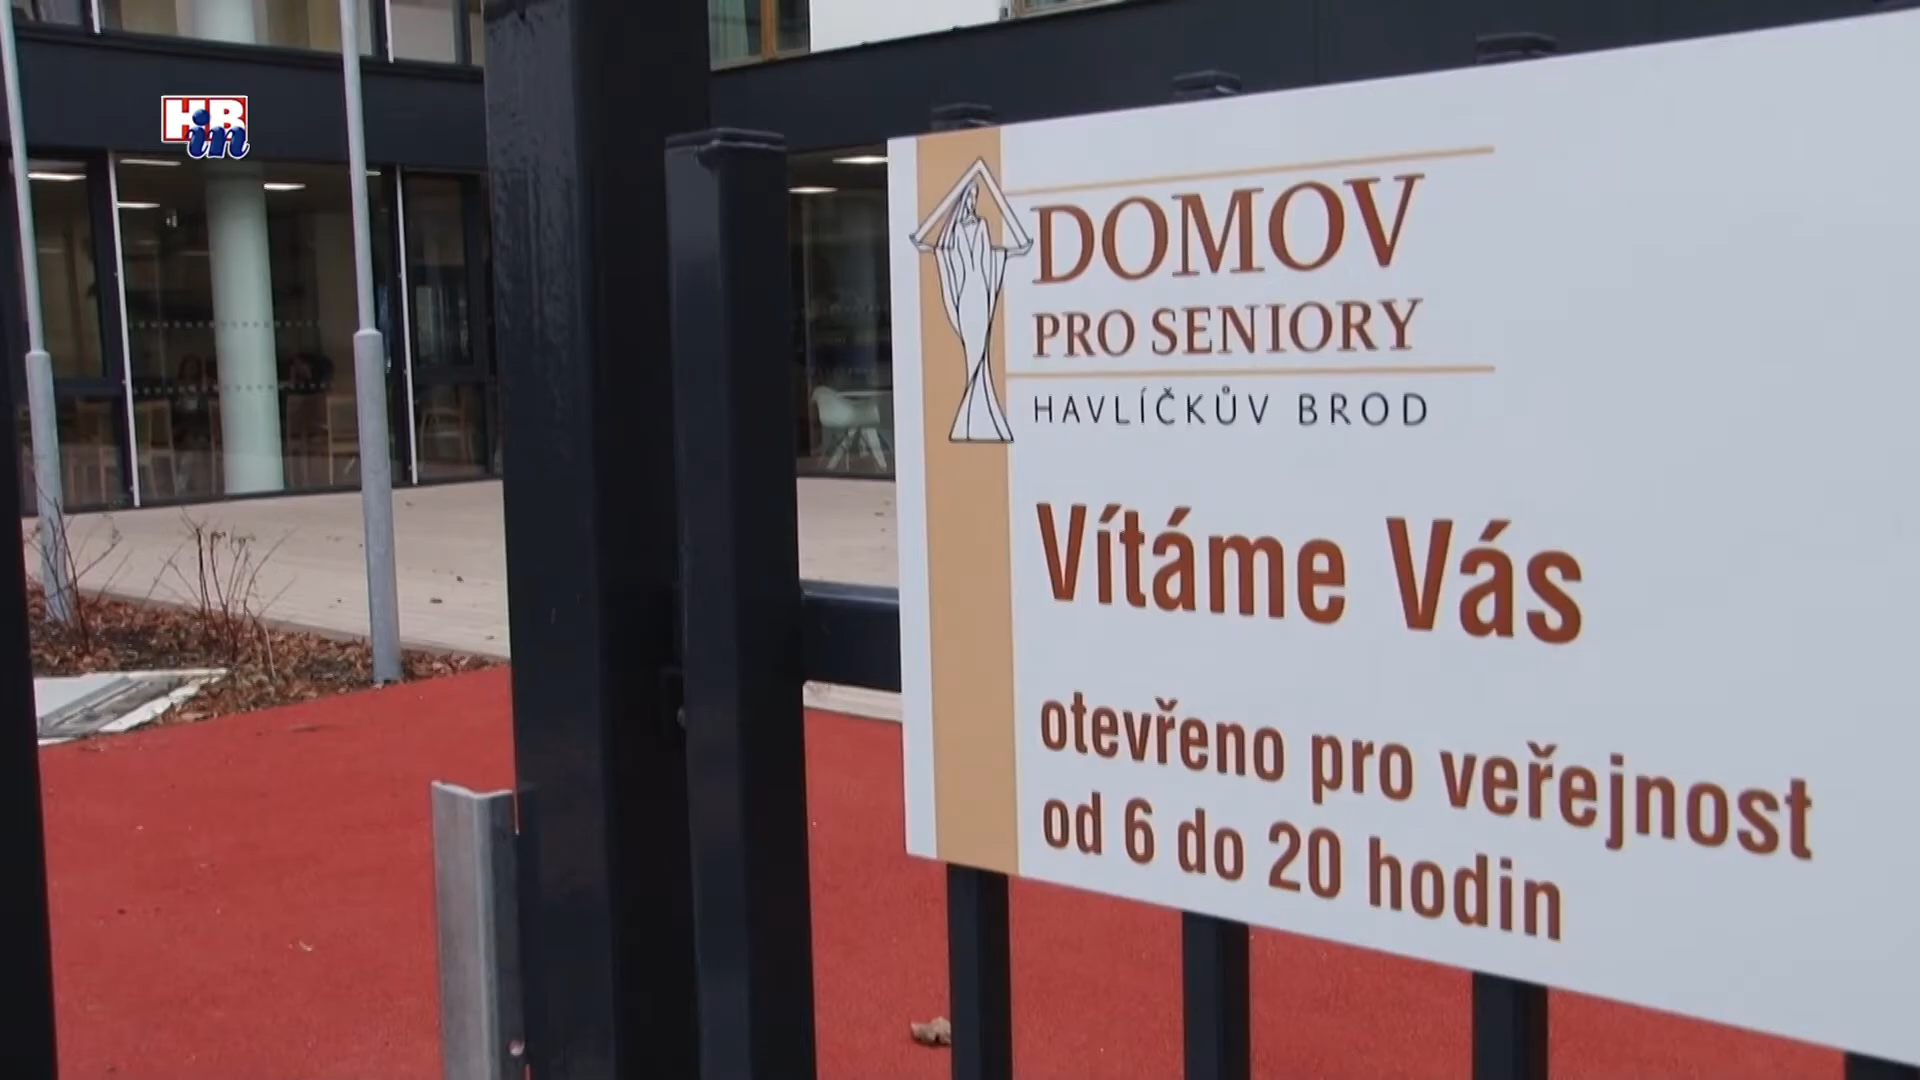 HB
in
DOMOV
PRO SENIORY
HAVLÍČKŮV BROD
Vítáme Vás
otevřeno pro veřejnost
od 6 do 20 hodin